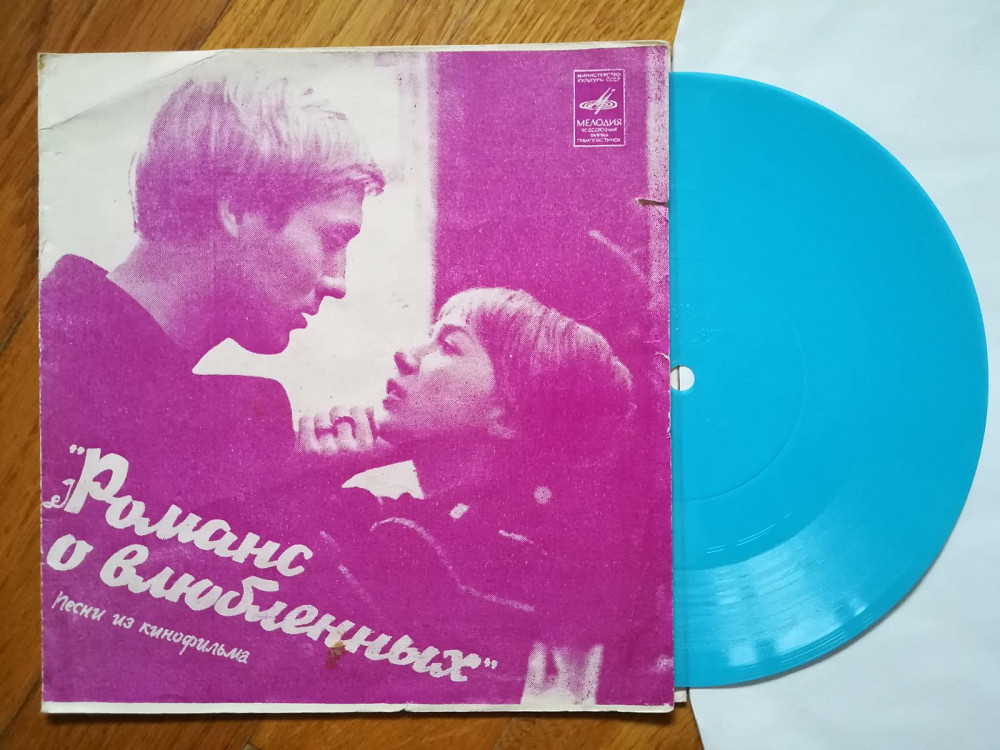 МИНИСТЕРСТВО
КУЛЬТУРЫ СССР
МЕЛОДИЯ
ВСЕСОЮЗНАЯ
ФИРМА
ГРАМПЛАСТИНОК
"Романс
о влюбленных"
Песни из кинофильма